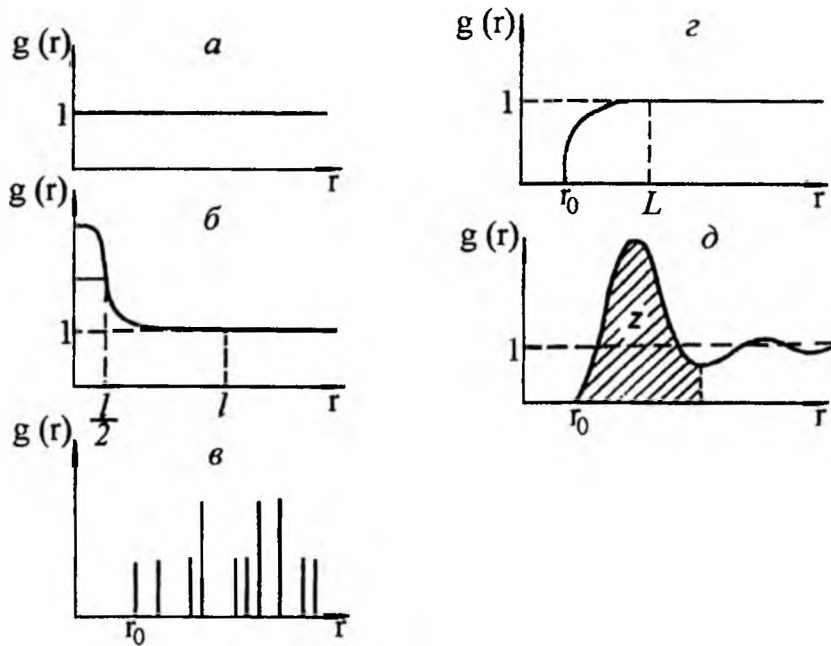 g (r) а
1
r
б
1
l/2 l r
g (r) в
r₀ r
g (r) г
1
r₀ L r
g (r) д
z
1
r₀ r